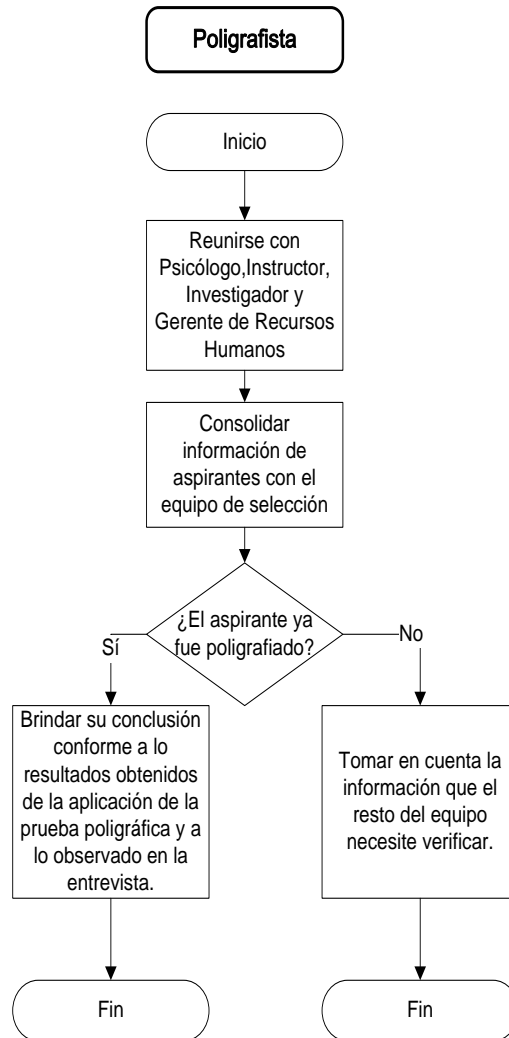 Poligrafista
Inicio
Reunirse con
Psicólogo,Instructor,
Investigador y
Gerente de Recursos
Humanos
Consolidar
información de
aspirantes con el
equipo de selección
¿El aspirante ya
fue poligrafiado?
Sí
No
Brindar su conclusión
conforme a lo
resultados obtenidos
de la aplicación de la
prueba poligráfica y a
lo observado en la
entrevista.
Tomar en cuenta la
información que el
resto del equipo
necesite verificar.
Fin
Fin